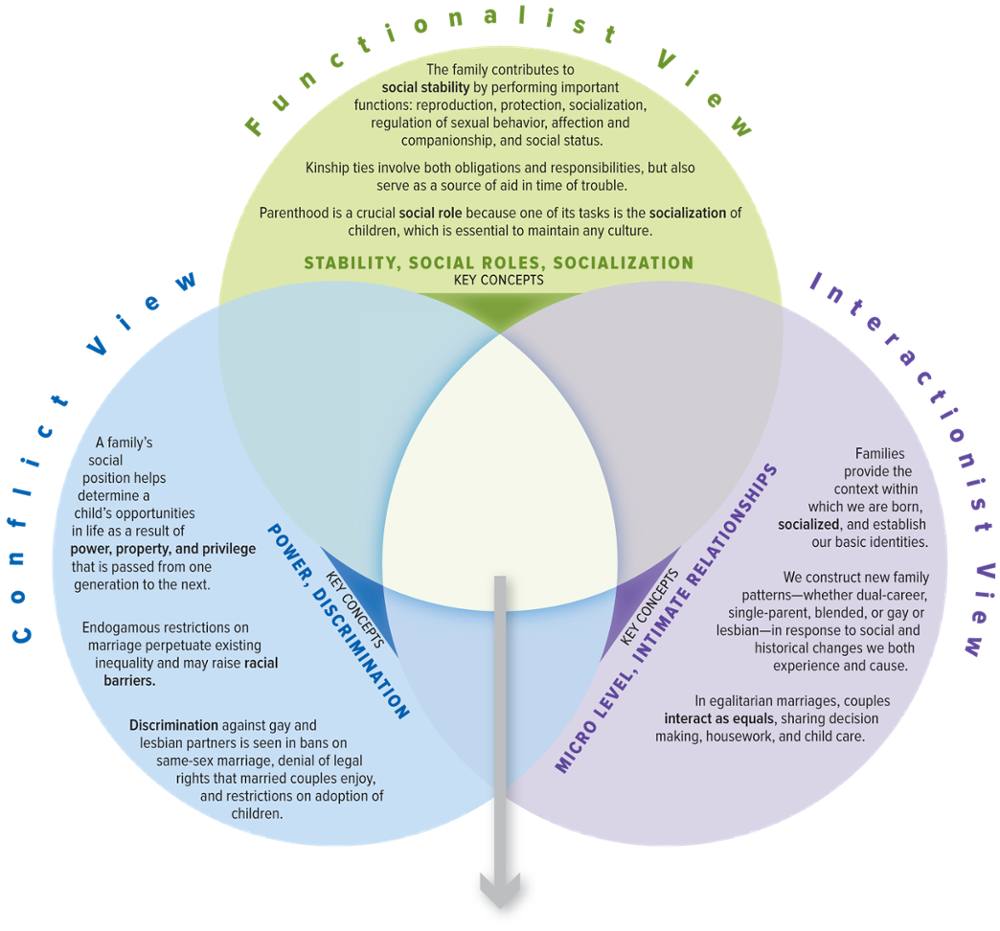 Functionalist View
The family contributes to
social stability by performing important
functions: reproduction, protection, socialization,
regulation of sexual behavior, affection and
companionship, and social status.
Kinship ties involve both obligations and responsibilities, but also
serve as a source of aid in time of trouble.
Parenthood is a crucial social role because one of its tasks is the socialization of
children, which is essential to maintain any culture.
STABILITY, SOCIAL ROLES, SOCIALIZATION
KEY CONCEPTS
Conflict View
A family’s
social
position helps
determine a
child’s opportunities
in life as a result of
power, property, and privilege
that is passed from one
generation to the next.
Endogamous restrictions on
marriage perpetuate existing
inequality and may raise racial
barriers.
Discrimination against gay and
lesbian partners is seen in bans on
same-sex marriage, denial of legal
rights that married couples enjoy,
and restrictions on adoption of
children.
POWER, DISCRIMINATION
KEY CONCEPTS
Interactionist View
Families
provide the
context within
which we are born,
socialized, and establish
our basic identities.
We construct new family
patterns—whether dual-career,
single-parent, blended, or gay or
lesbian—in response to social and
historical changes we both
experience and cause.
In egalitarian marriages, couples
interact as equals, sharing decision
making, housework, and child care.
KEY CONCEPTS
MICRO LEVEL, INTIMATE RELATIONSHIPS